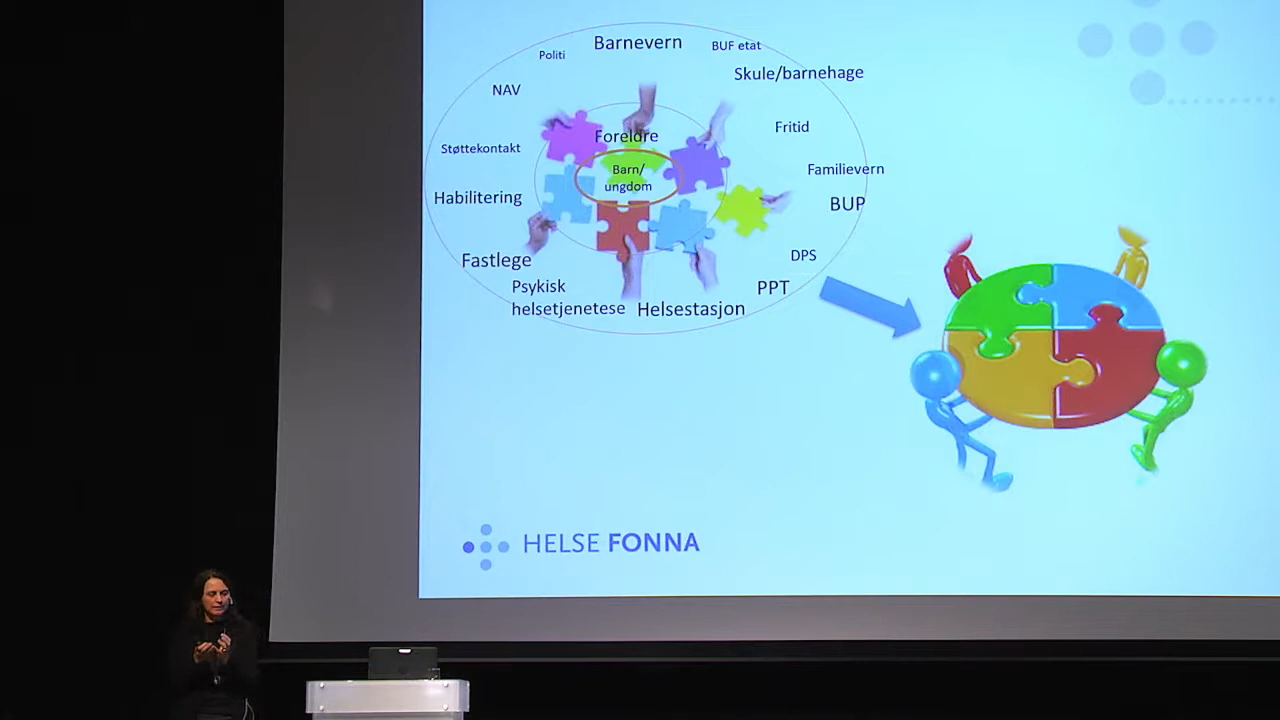 Barnevern
BUF etat
Politi
Skule/barnehage
NAV
Fritid
Foreldre
Støttekontakt
Familievern
Barn/
ungdom
Habilitering
BUP
Fastlege
DPS
Psykisk
helsetjenetese
PPT
Helsestasjon
HELSE FONNA